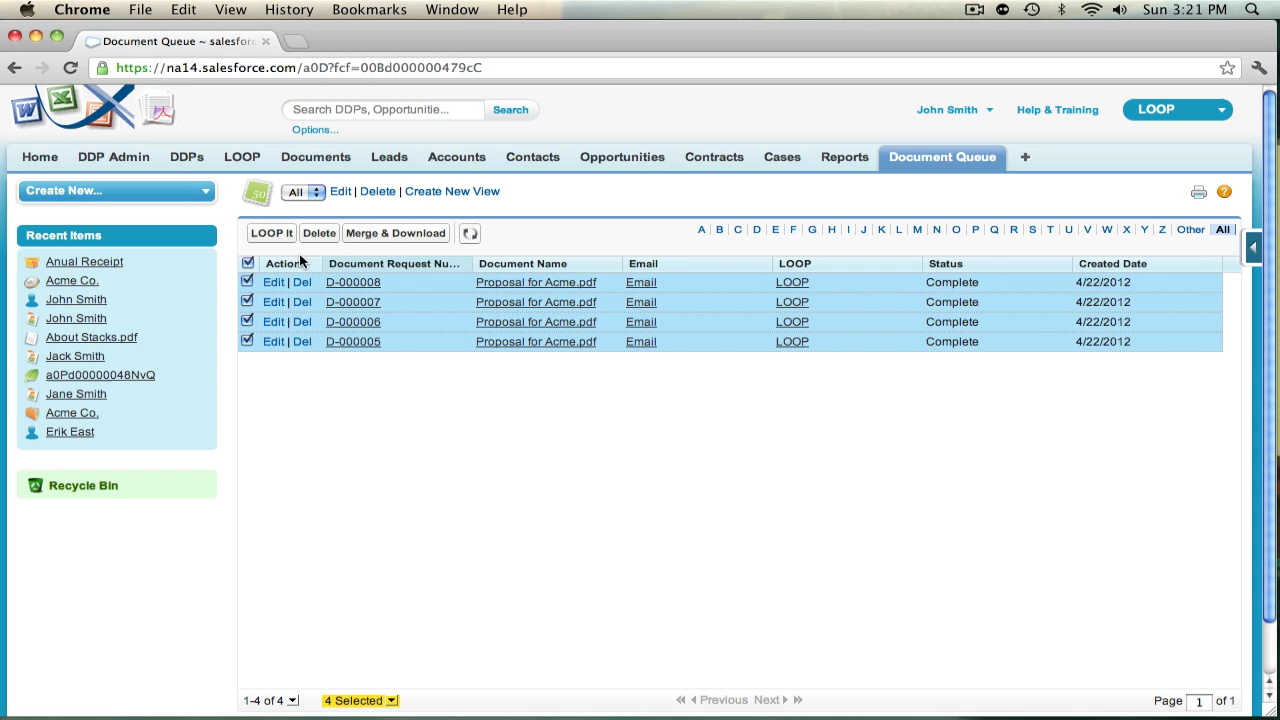 Chrome File Edit View History Bookmarks Window Help Sun 3:21 PM
Document Queue ~ salesfor
https://na14.salesforce.com/a0D?fcf=00Bd000000479cC
Search DDPs, Opportunitie... Search John Smith Help & Training LOOP
Options...
Home DDP Admin DDPs LOOP Documents Leads Accounts Contacts Opportunities Contracts Cases Reports Document Queue +
Create New... 50 All Edit | Delete | Create New View
Recent Items LOOP It Delete Merge & Download A B C D E F G H I J K L M N O P Q R S T U V W X Y Z Other All
Action Document Request Nu... Document Name Email LOOP Status Created Date
Edit | Del D-000008 Proposal for Acme.pdf Email LOOP Complete 4/22/2012
Edit | Del D-000007 Proposal for Acme.pdf Email LOOP Complete 4/22/2012
Edit | Del D-000006 Proposal for Acme.pdf Email LOOP Complete 4/22/2012
Edit | Del D-000005 Proposal for Acme.pdf Email LOOP Complete 4/22/2012
Anual Receipt
Acme Co.
John Smith
John Smith
About Stacks.pdf
Jack Smith
a0Pd00000048NvQ
Jane Smith
Acme Co.
Erik East
Recycle Bin
1-4 of 4 4 Selected Previous Next Page 1 of 1